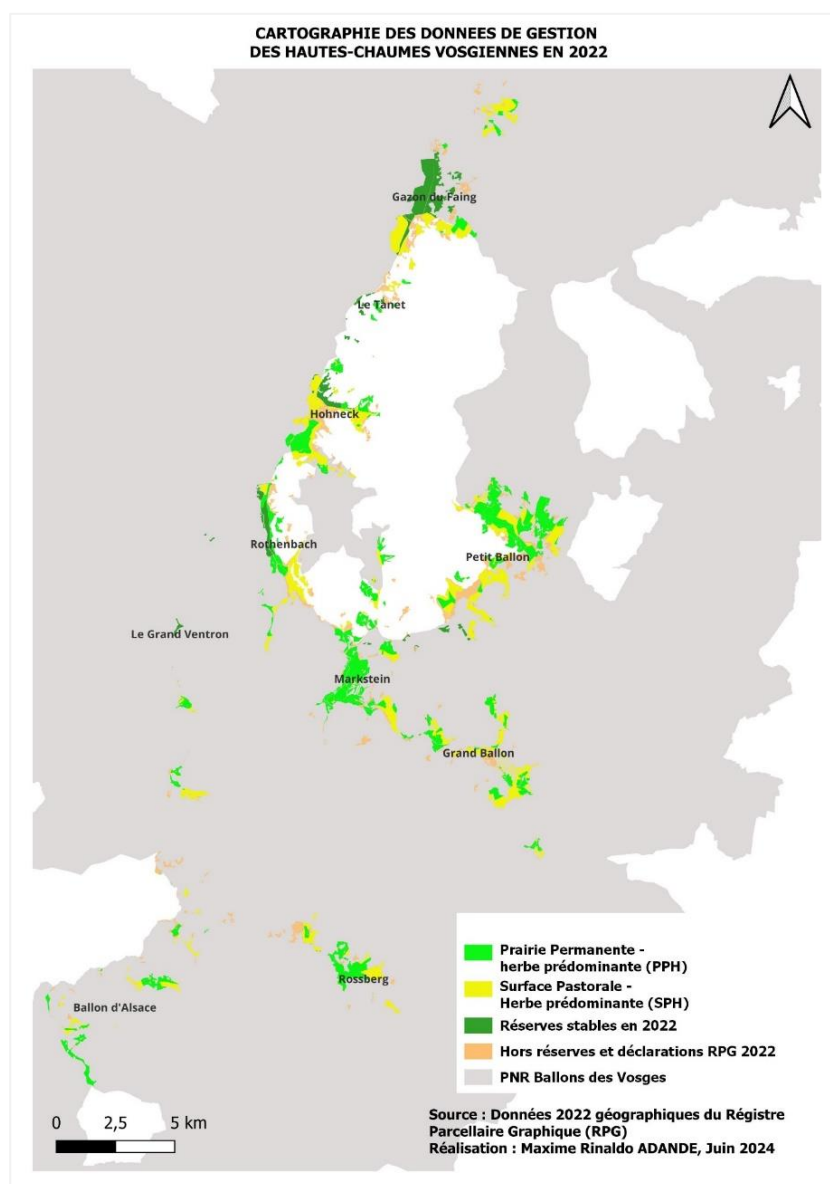 CARTOGRAPHIE DES DONNEES DE GESTION
DES HAUTES-CHAUMES VOSGIENNES EN 2022
Gazon du Faing
Le Tanet
Hohneck
Rothenbach
Petit Ballon
Le Grand Ventron
Markstein
Grand Ballon
Rossberg
Ballon d'Alsace
Prairie Permanente -
herbe prédominante (PPH)
Surface Pastorale -
Herbe prédominante (SPH)
Réserves stables en 2022
Hors réserves et déclarations RPG 2022
PNR Ballons des Vosges
0 2,5 5 km
Source : Données 2022 géographiques du Régistre
Parcellaire Graphique (RPG)
Réalisation : Maxime Rinaldo ADANDE, Juin 2024